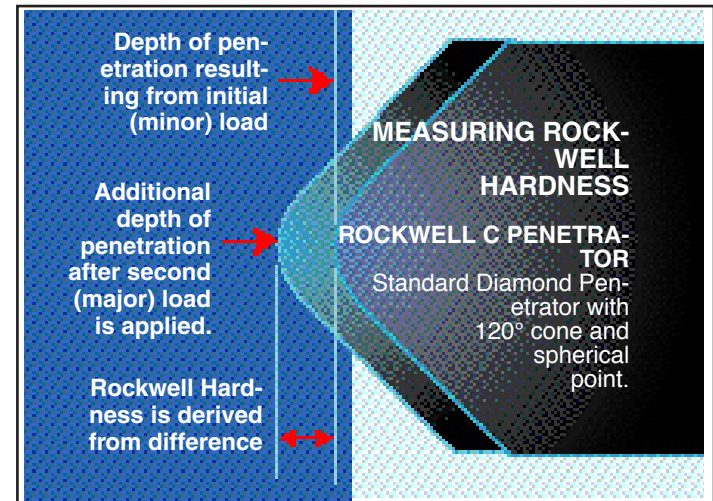 Depth of pen-
etration result-
ing from initial
(minor) load
Additional
depth of
penetration
after second
(major) load
is applied.
Rockwell Hard-
ness is derived
from difference
MEASURING ROCK-
WELL
HARDNESS
ROCKWELL C PENETRA-
TOR
Standard Diamond Pen-
etrator with
120° cone and
spherical
point.